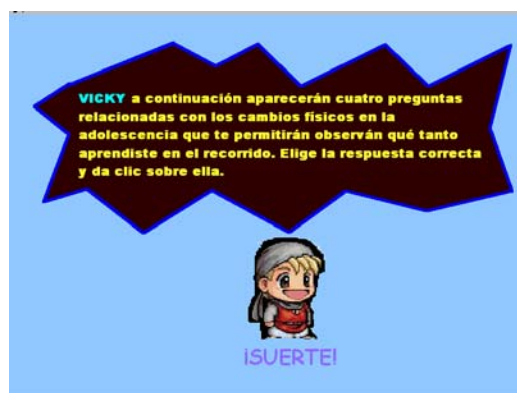 VICKY a continuación aparecerán cuatro preguntas
relacionadas con los cambios físicos en la
adolescencia que te permitirán observán qué tanto
aprendiste en el recorrido. Elige la respuesta correcta
y da clic sobre ella.
¡SUERTE!